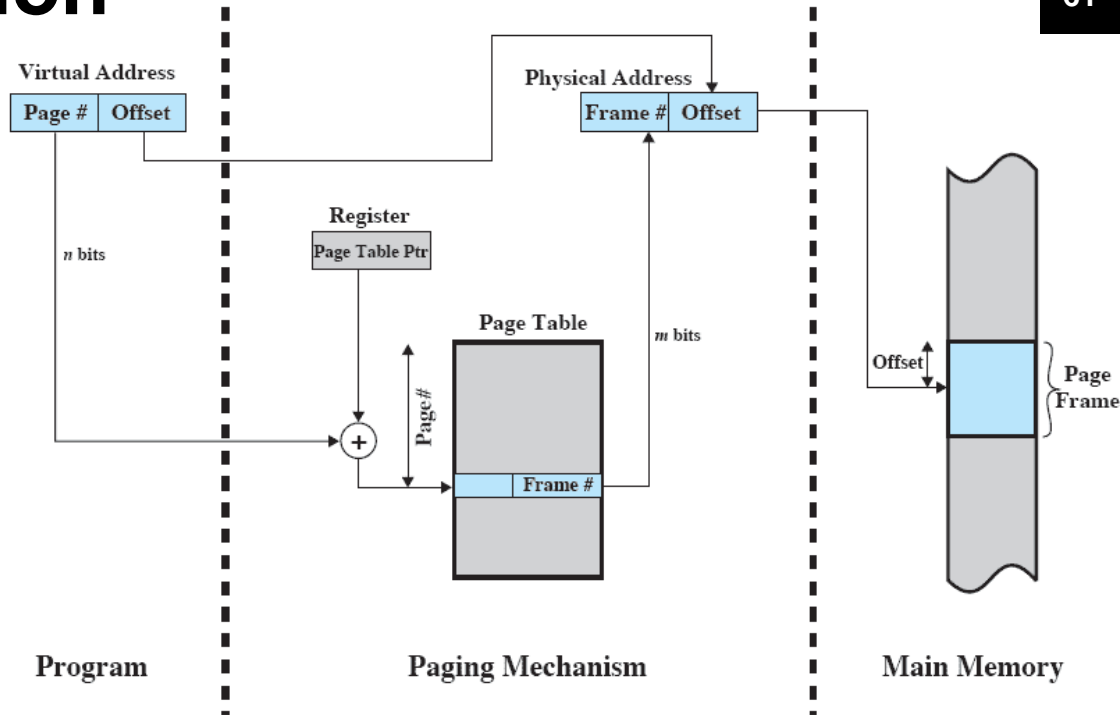 Virtual Address
Page # Offset
Physical Address
Frame # Offset
n bits
Register
Page Table Ptr
Page Table
m bits
Page#
+
Frame #
Offset
Page
Frame
Program
Paging Mechanism
Main Memory